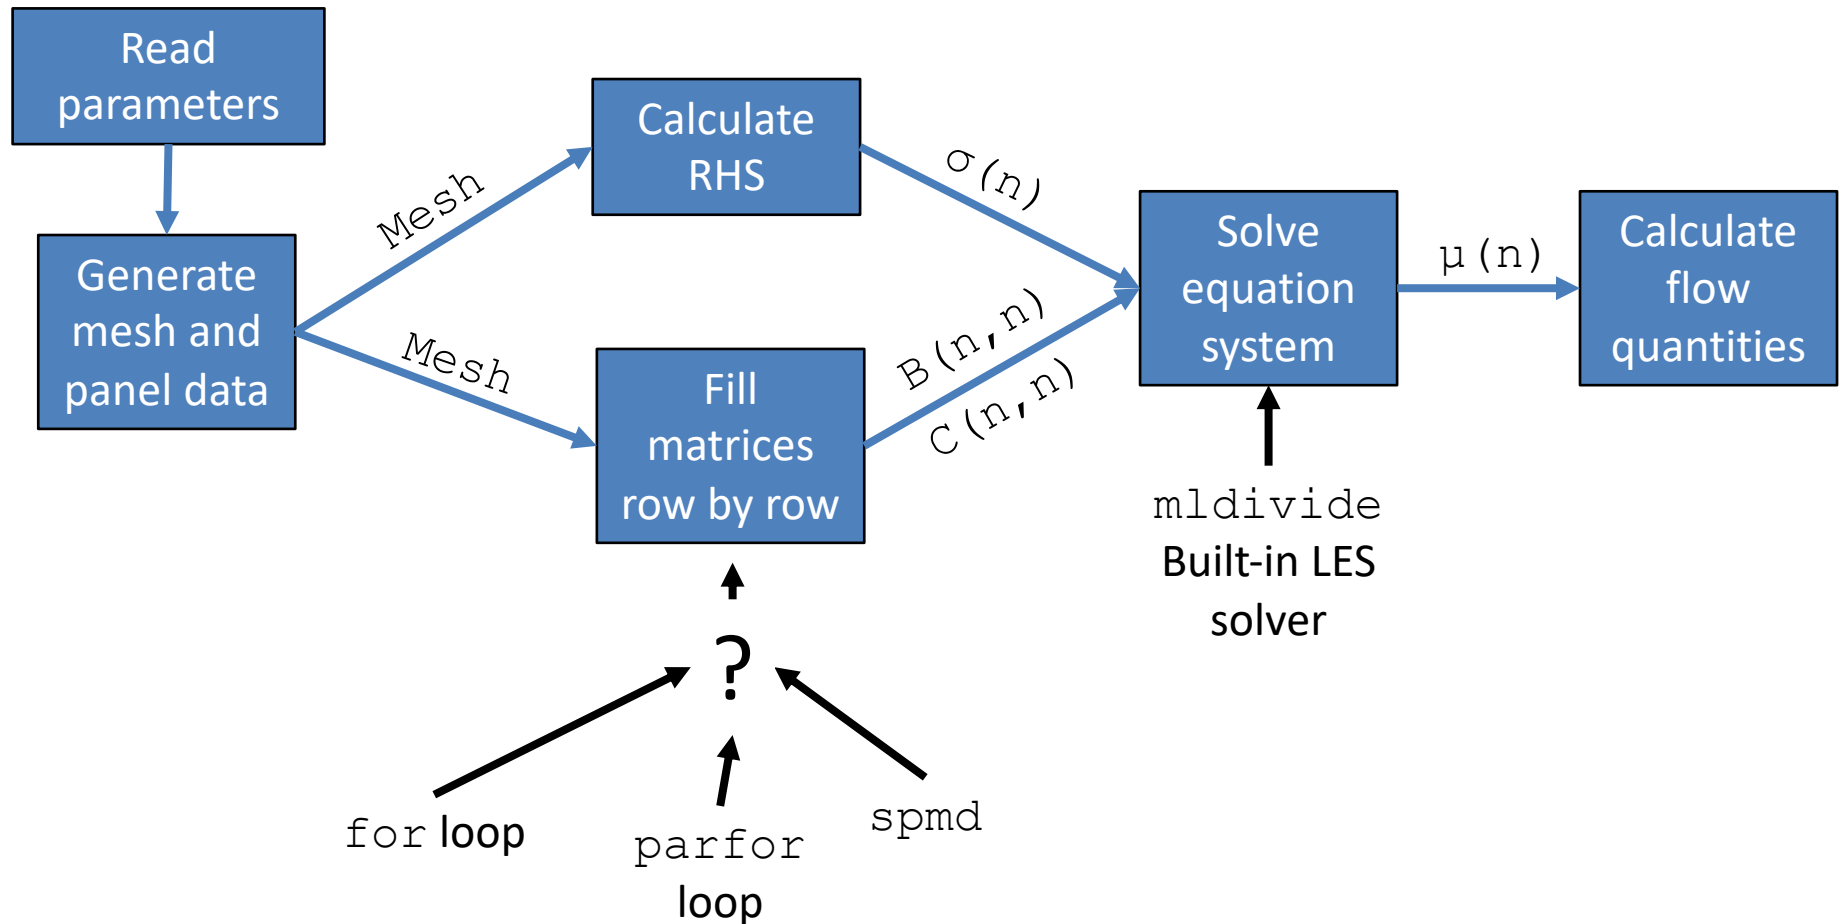 Read
parameters
Generate
mesh and
panel data
Mesh
Mesh
Calculate
RHS
Fill
matrices
row by row
σ(n)
B(n,n)
C(n,n)
Solve
equation
system
μ(n)
Calculate
flow
quantities
mldivide
Built-in LES
solver
?
for loop
parfor
loop
spmd